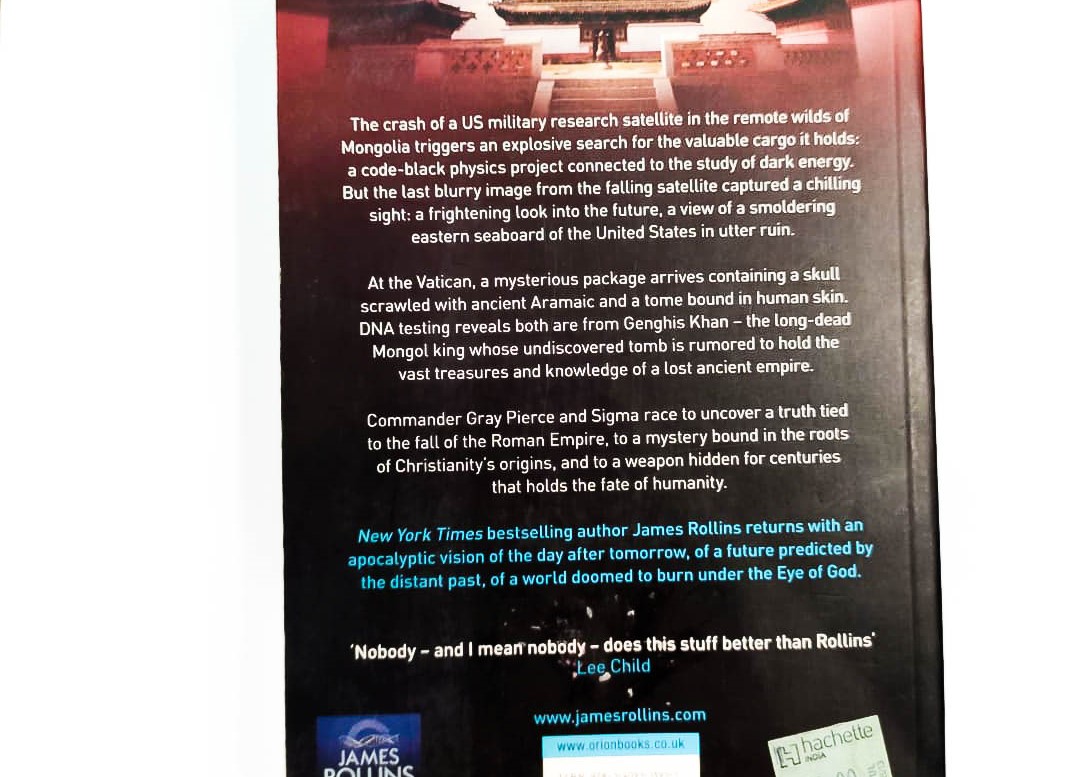 The crash of a US military research satellite in the remote wilds of
Mongolia triggers an explosive search for the valuable cargo it holds:
a code-black physics project connected to the study of dark energy.
But the last blurry image from the falling satellite captured a chilling
sight: a frightening look into the future, a view of a smoldering
eastern seaboard of the United States in utter ruin.
At the Vatican, a mysterious package arrives containing a skull
scrawled with ancient Aramaic and a tome bound in human skin.
DNA testing reveals both are from Genghis Khan – the long-dead
Mongol king whose undiscovered tomb is rumored to hold the
vast treasures and knowledge of a lost ancient empire.
Commander Gray Pierce and Sigma race to uncover a truth tied
to the fall of the Roman Empire, to a mystery bound in the roots
of Christianity's origins, and to a weapon hidden for centuries
that holds the fate of humanity.
New York Times bestselling author James Rollins returns with an
apocalyptic vision of the day after tomorrow, of a future predicted by
the distant past, of a world doomed to burn under the Eye of God.
'Nobody – and I mean nobody – does this stuff better than Rollins'
Lee Child
www.jamesrollins.com
www.orionbooks.co.uk
JAMES
ROLLINS
hachette
INDIA